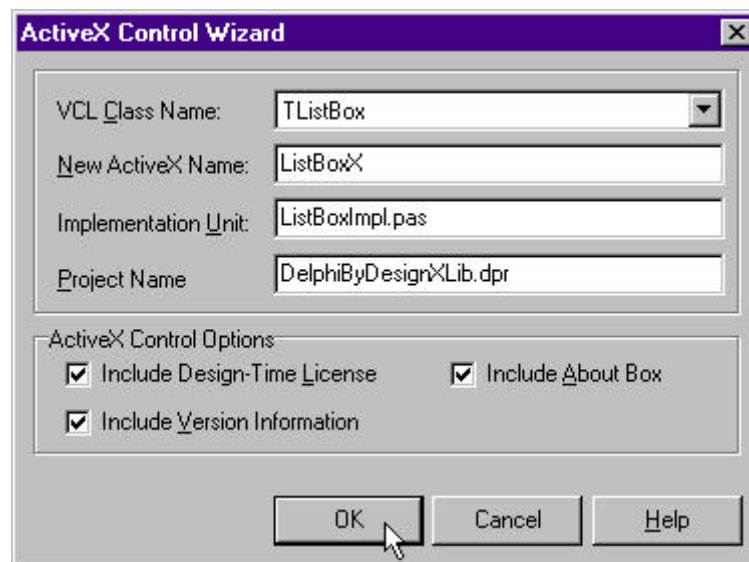 ActiveX Control Wizard
VCL Class Name: TListBox
New ActiveX Name: ListBoxX
Implementation Unit: ListBoxImpl.pas
Project Name DelphiByDesignXLib.dpr
ActiveX Control Options
Include Design-Time License Include About Box
Include Version Information
OK Cancel Help